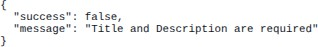 {
  "success": false,
  "message": "Title and Description are required"
}